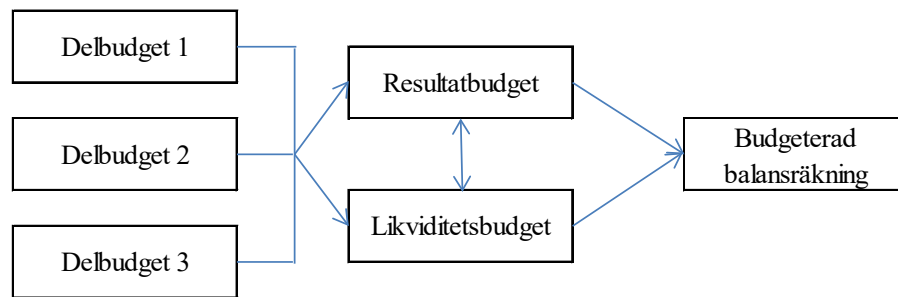 Delbudget 1
Delbudget 2
Delbudget 3
Resultatbudget
Likviditetsbudget
Budgeterad
balansräkning